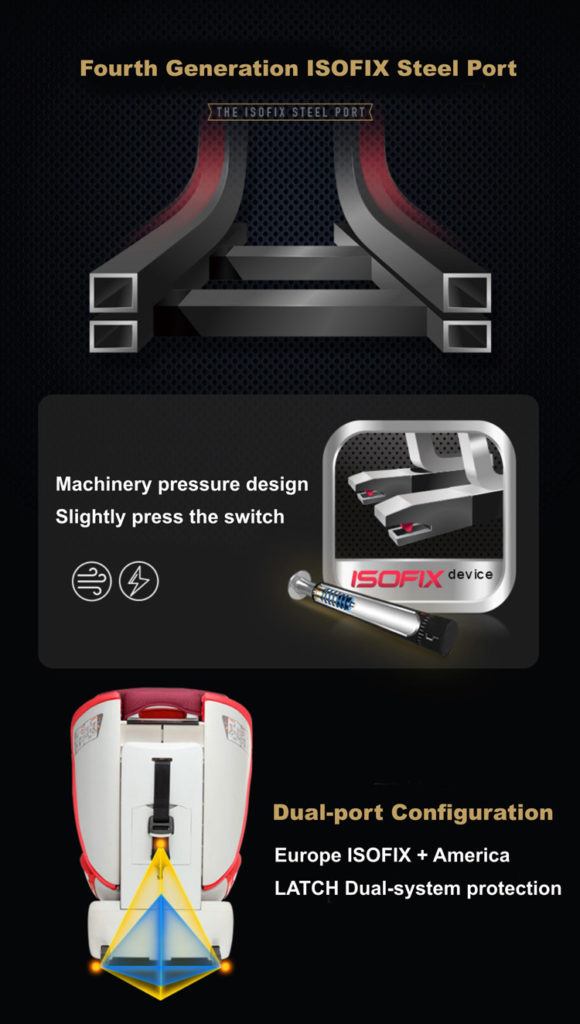 Fourth Generation ISOFIX Steel Port
THE ISOFIX STEEL PORT
Machinery pressure design
Slightly press the switch
ISOFIX device
Dual-port Configuration
Europe ISOFIX + America
LATCH Dual-system protection